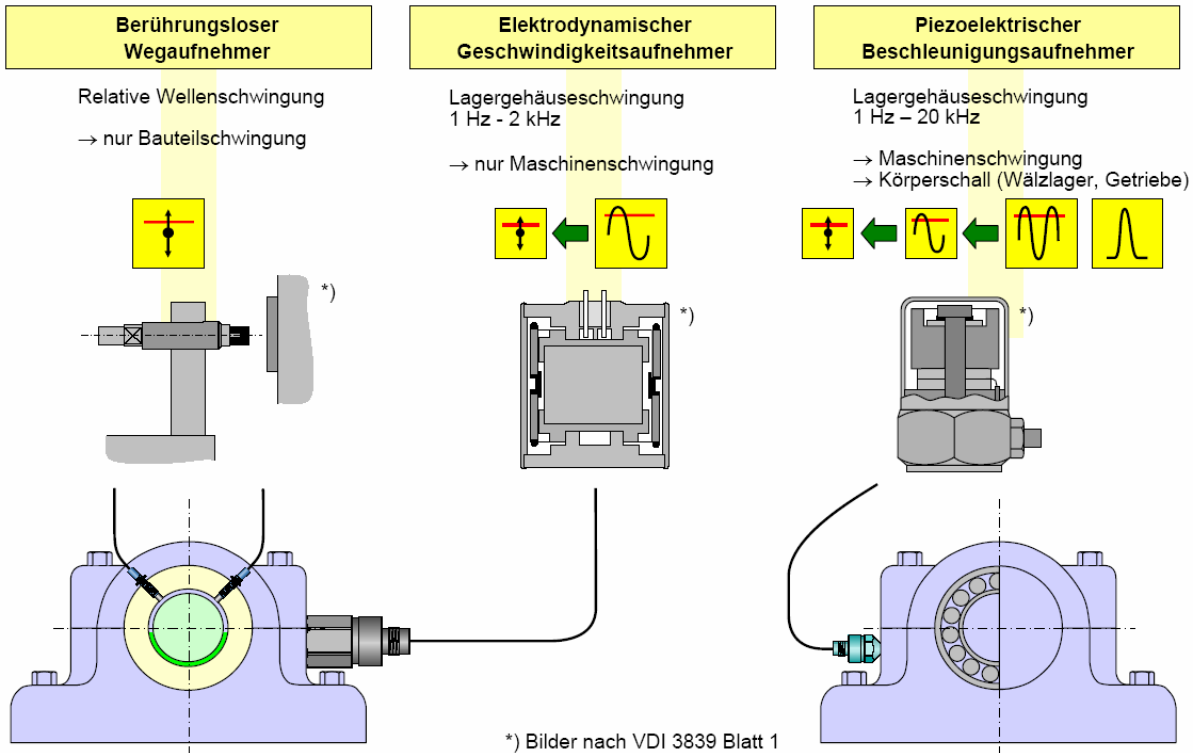 Berührungsloser
Wegaufnehmer
Relative Wellenschwingung
→ nur Bauteilschwingung
*)
Elektrodynamischer
Geschwindigkeitsaufnehmer
Lagergehäuseschwingung
1 Hz - 2 kHz
→ nur Maschinenschwingung
*)
Piezoelektrischer
Beschleunigungsaufnehmer
Lagergehäuseschwingung
1 Hz – 20 kHz
→ Maschinenschwingung
→ Körperschall (Wälzlager, Getriebe)
*)
*) Bilder nach VDI 3839 Blatt 1